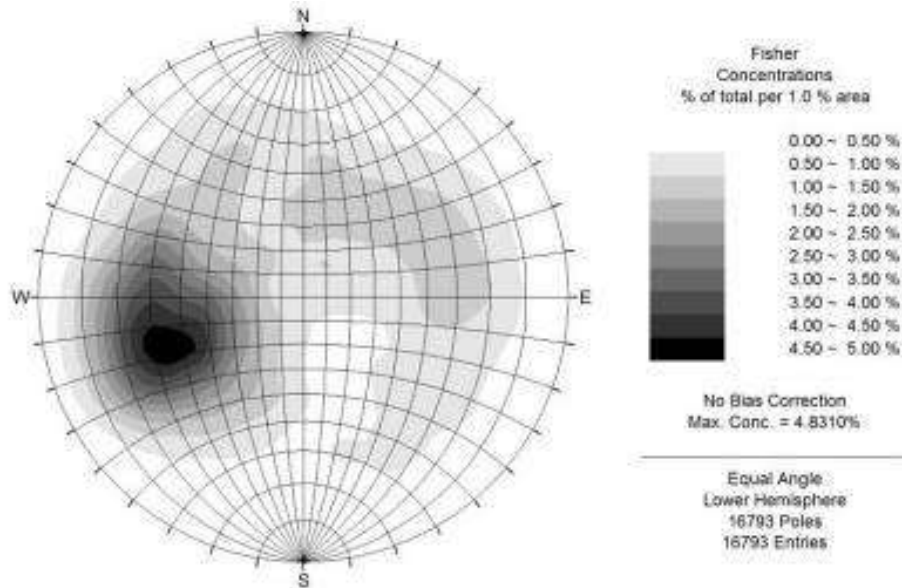 N
W
E
S
Fisher
Concentrations
% of total per 1.0 % area
0.00 ~ 0.50 %
0.50 ~ 1.00 %
1.00 ~ 1.50 %
1.50 ~ 2.00 %
2.00 ~ 2.50 %
2.50 ~ 3.00 %
3.00 ~ 3.50 %
3.50 ~ 4.00 %
4.00 ~ 4.50 %
4.50 ~ 5.00 %
No Bias Correction
Max. Conc. = 4.8310%
Equal Angle
Lower Hemisphere
16793 Poles
16793 Entries